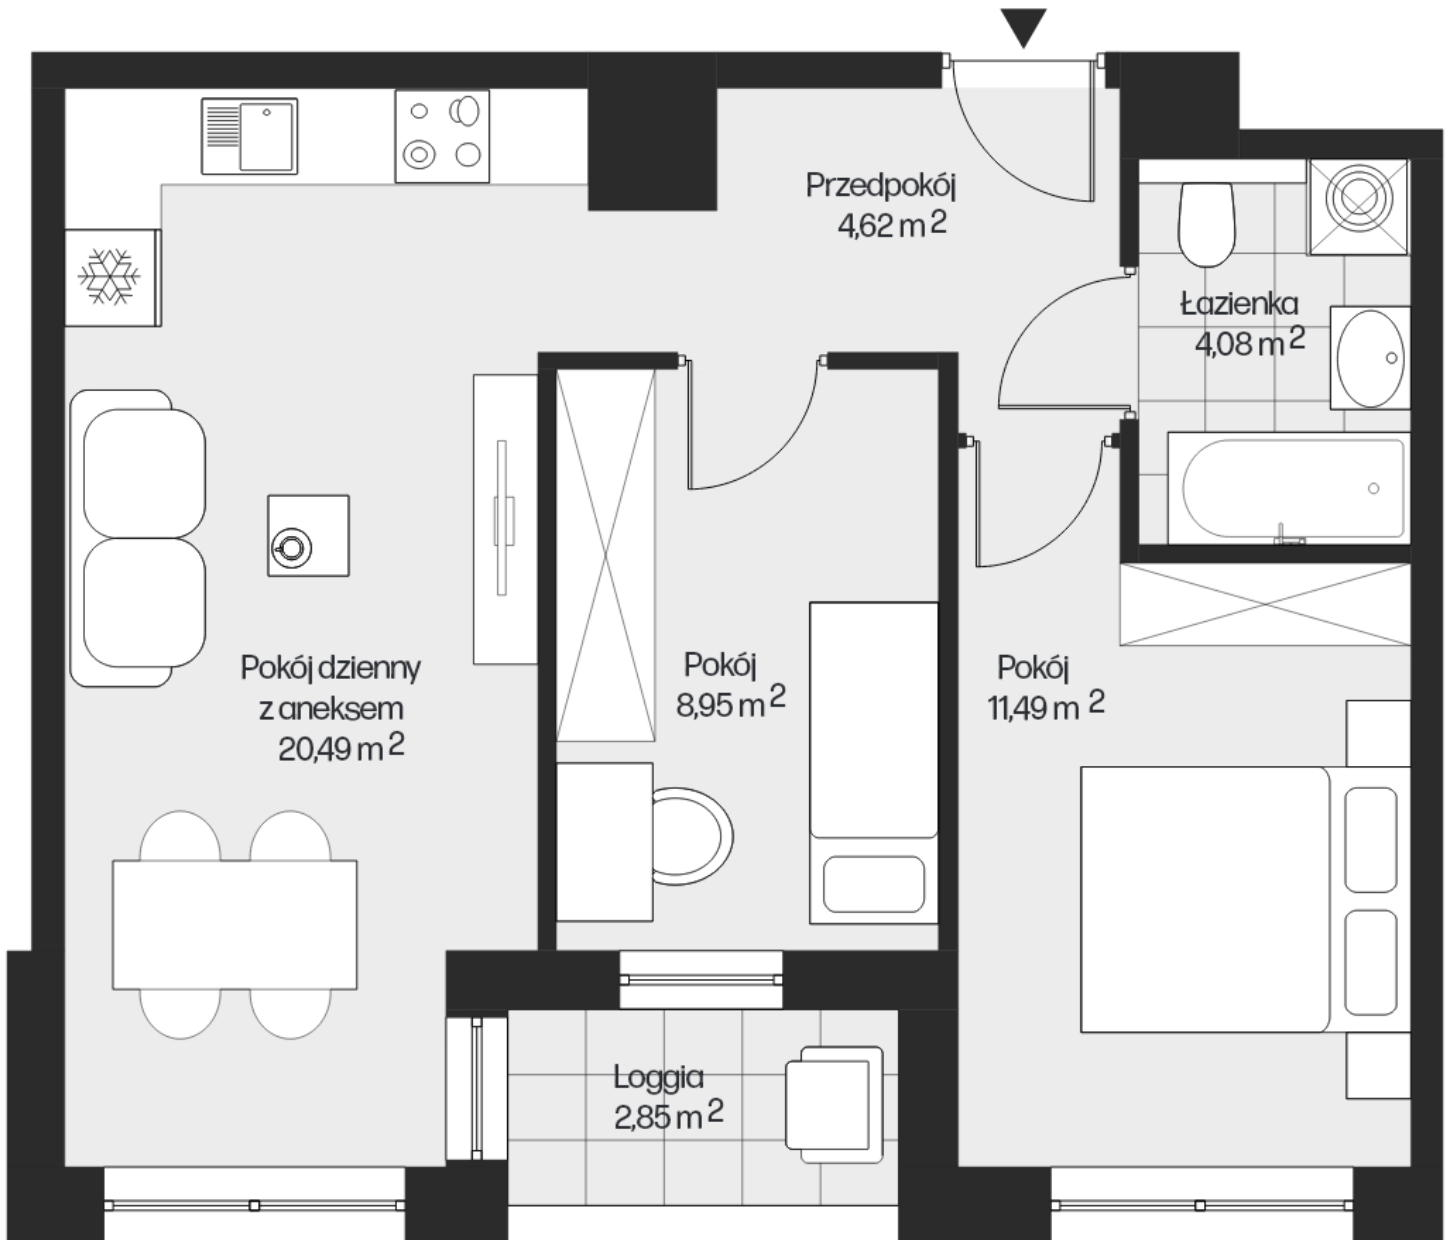 Przedpokój
4,62 m²
Łazienka
4,08 m²
Pokój dzienny
z aneksem
20,49 m²
Pokój
8,95 m²
Pokój
11,49 m²
Loggia
2,85 m²